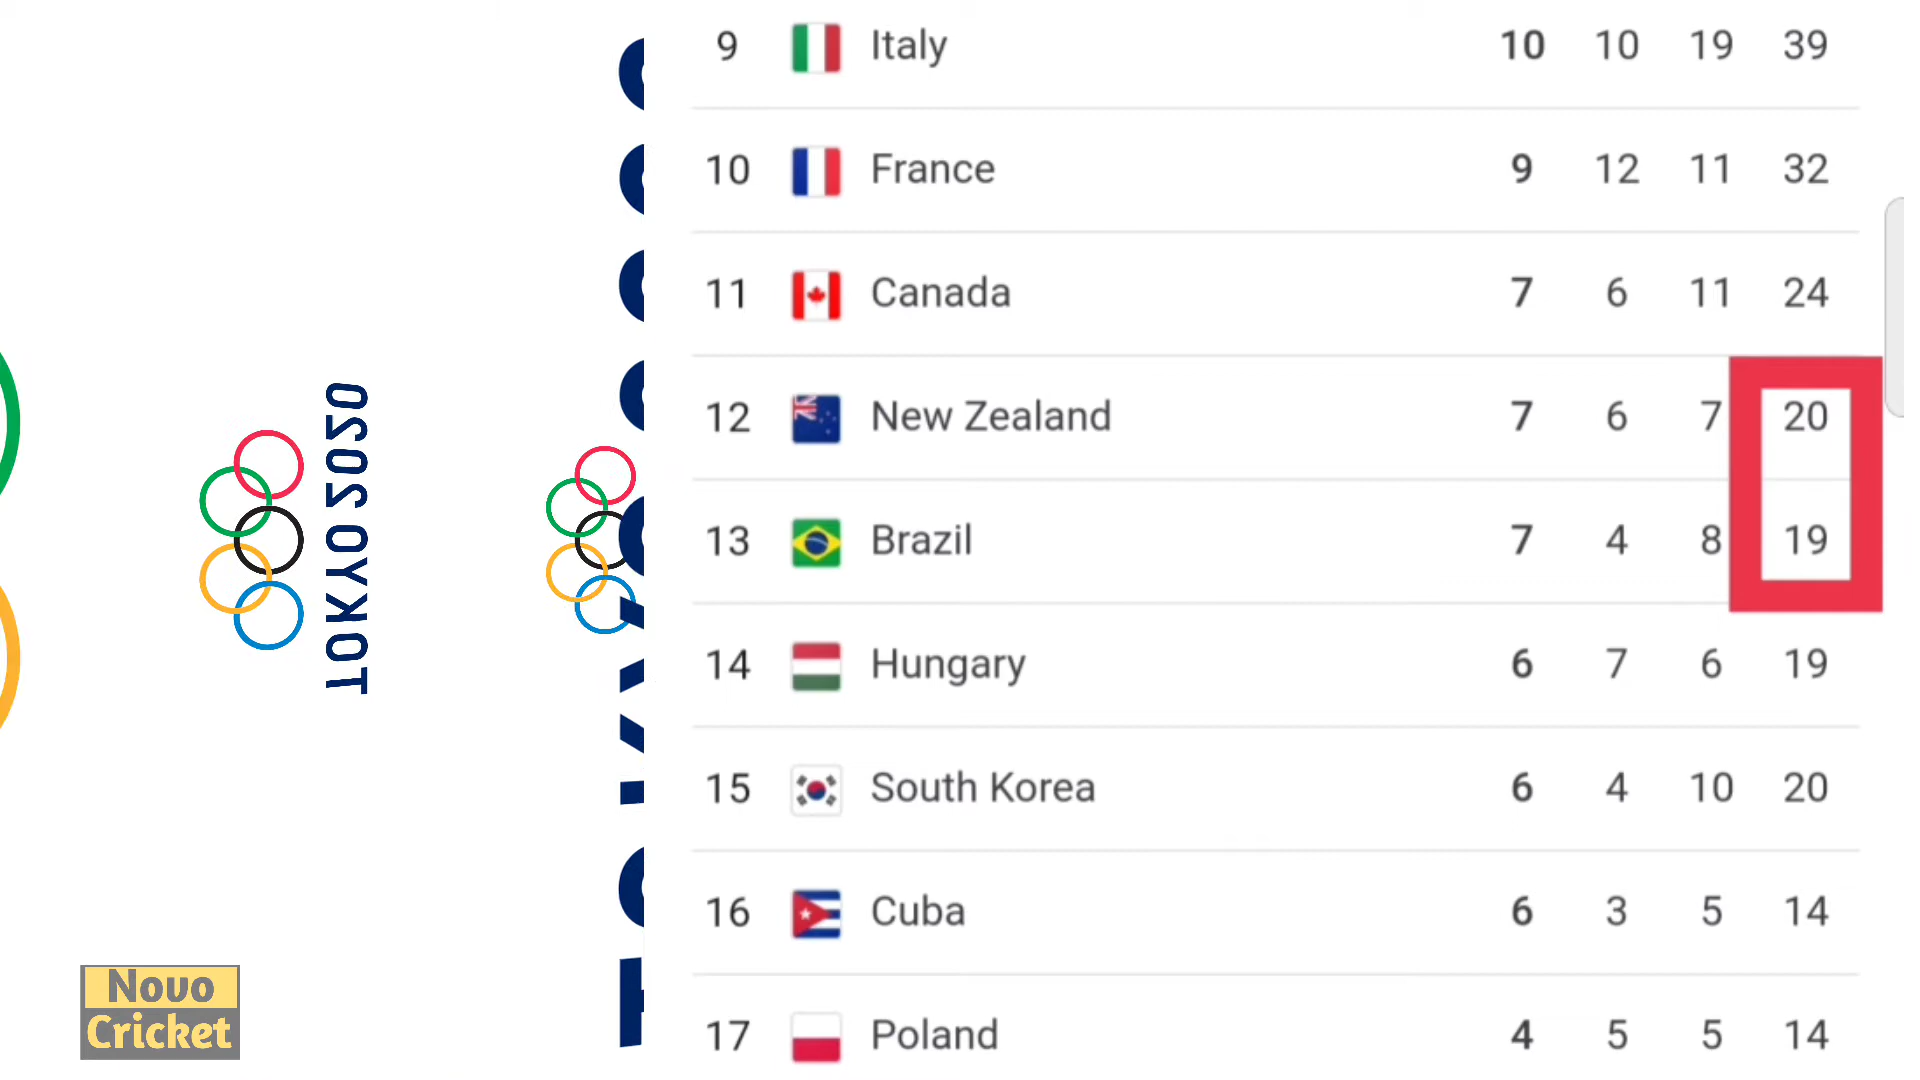 TOKYO 2020
9 Italy 10 10 19 39
10 France 9 12 11 32
11 Canada 7 6 11 24
12 New Zealand 7 6 7 20
13 Brazil 7 4 8 19
14 Hungary 6 7 6 19
15 South Korea 6 4 10 20
16 Cuba 6 3 5 14
17 Poland 4 5 5 14
Novo
Cricket